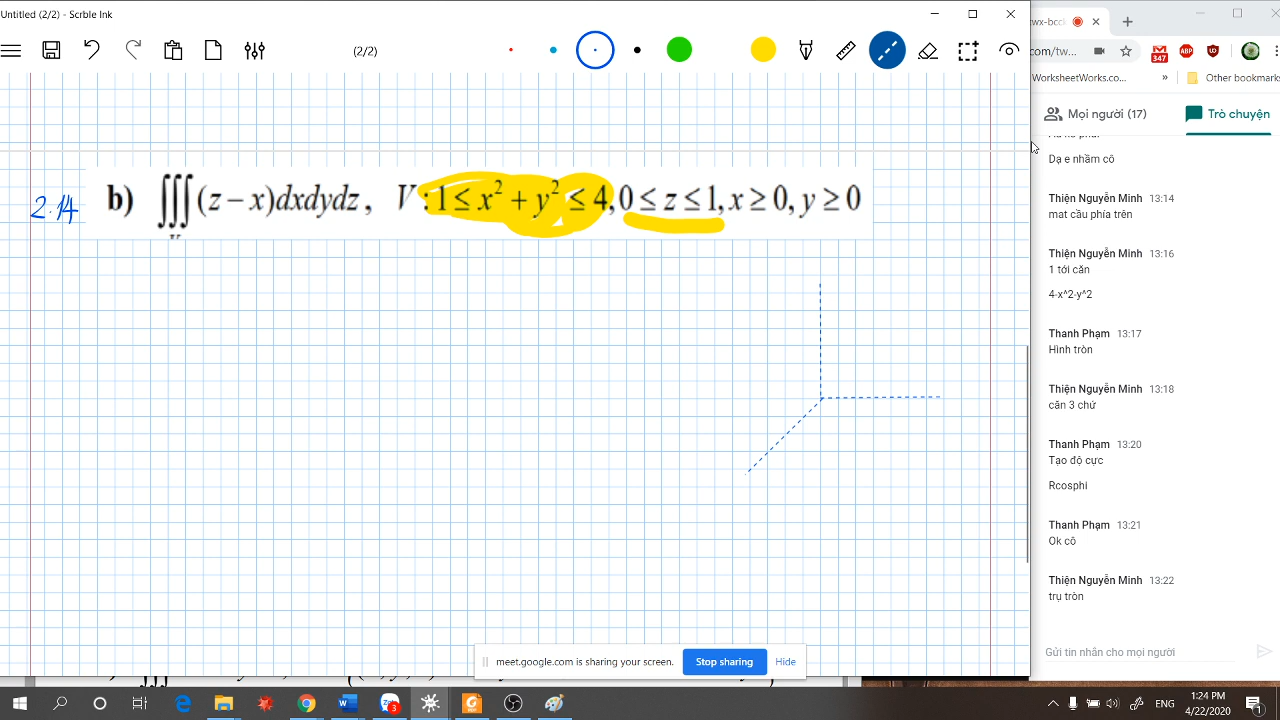 Untitled (2/2) - Scrble Ink
(2/2)
2.14 b) ∭(z−x)dxdydz, V: 1 ≤ x² + y² ≤ 4, 0 ≤ z ≤ 1, x ≥ 0, y ≥ 0
V
meet.google.com is sharing your screen. Stop sharing Hide
com/tw...
347 ABP
WorksheetWorks.co... » Other bookmarks
Mọi người (17) Trò chuyện
Dạ e nhầm cô
Thiện Nguyễn Minh 13:14
mat cầu phía trên
Thiện Nguyễn Minh 13:16
1 tới căn
4-x^2-y^2
Thanh Phạm 13:17
Hình tròn
Thiện Nguyễn Minh 13:18
căn 3 chứ
Thanh Phạm 13:20
Tạo độ cực
Rcosphi
Thanh Phạm 13:21
Ok cô
Thiện Nguyễn Minh 13:22
trụ tròn
Gửi tin nhắn cho mọi người
3
ENG
1:24 PM
4/22/2020